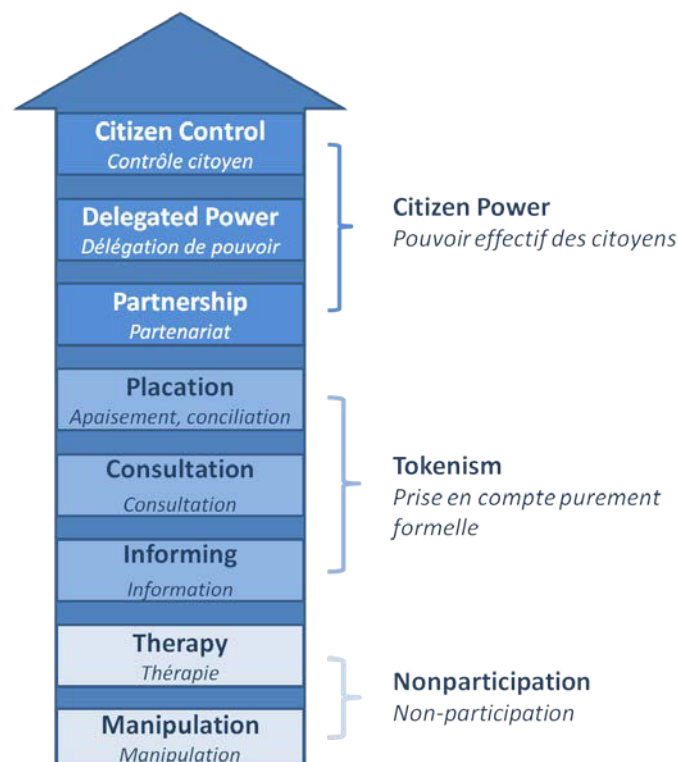 Citizen Control
Contrôle citoyen
Delegated Power
Délégation de pouvoir
Partnership
Partenariat
Citizen Power
Pouvoir effectif des citoyens
Placation
Apaisement, conciliation
Consultation
Consultation
Informing
Information
Tokenism
Prise en compte purement
formelle
Therapy
Thérapie
Manipulation
Manipulation
Nonparticipation
Non-participation